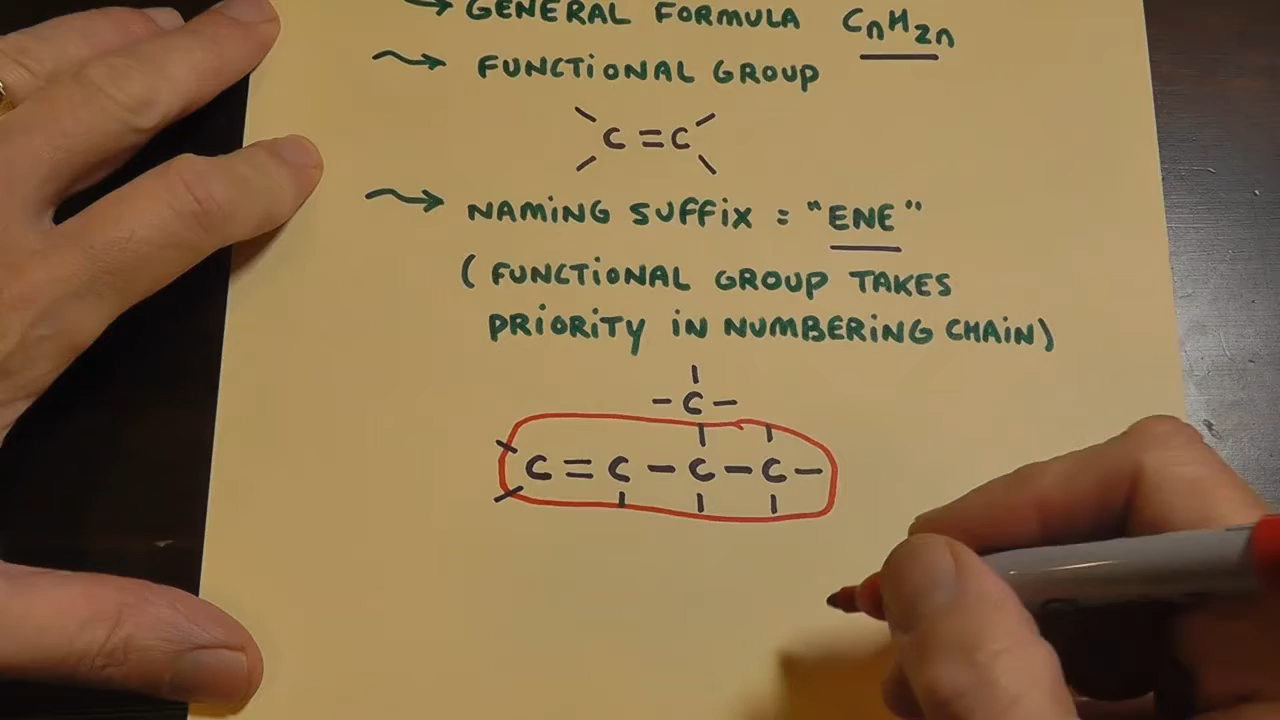 GENERAL FORMULA CnH2n
FUNCTIONAL GROUP
C = C
NAMING SUFFIX : "ENE"
(FUNCTIONAL GROUP TAKES
PRIORITY IN NUMBERING CHAIN)
- C -
C = C - C - C -